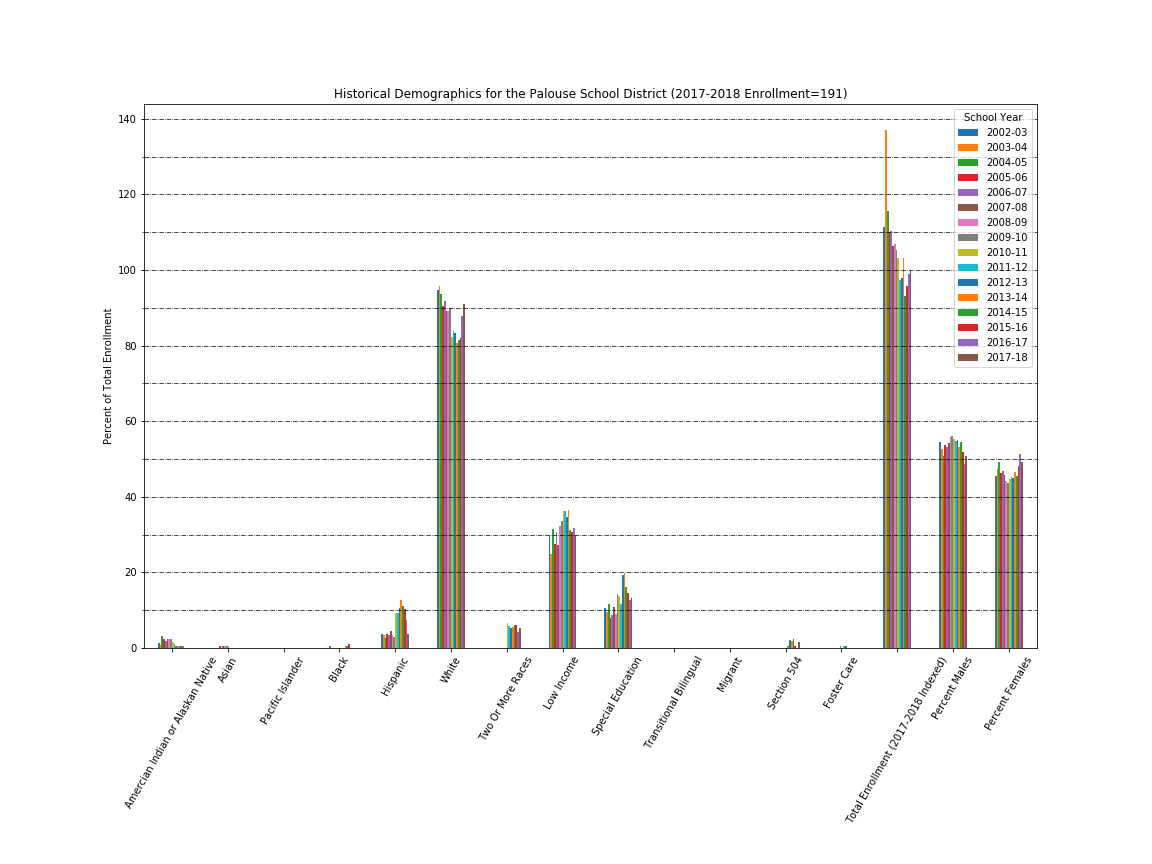 Historical Demographics for the Palouse School District (2017-2018 Enrollment=191)
Percent of Total Enrollment
140
120
100
80
60
40
20
0
School Year
2002-03
2003-04
2004-05
2005-06
2006-07
2007-08
2008-09
2009-10
2010-11
2011-12
2012-13
2013-14
2014-15
2015-16
2016-17
2017-18
Amercian Indian or Alaskan Native
Asian
Pacific Islander
Black
Hispanic
White
Two Or More Races
Low Income
Special Education
Transitional Bilingual
Migrant
Section 504
Foster Care
Total Enrollment (2017-2018 Indexed)
Percent Males
Percent Females